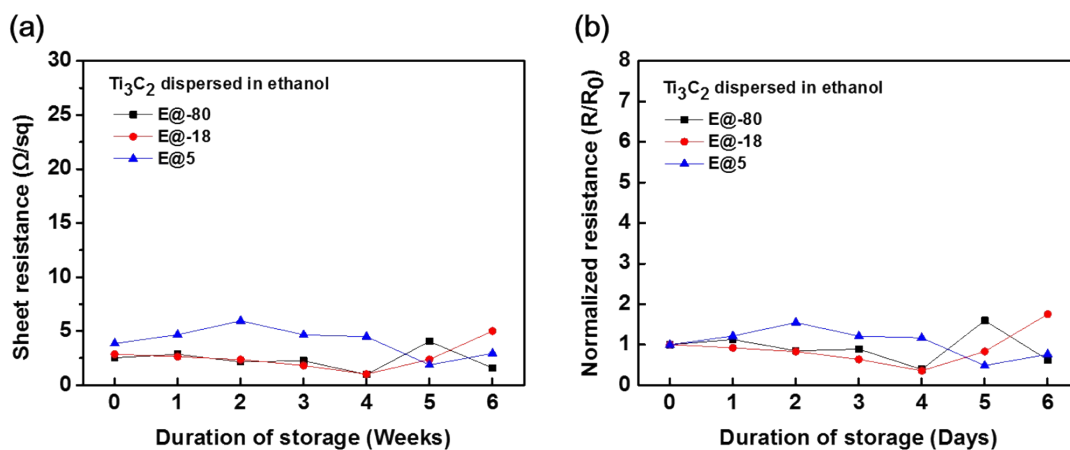 (a)
30
25
20
15
10
5
0
Sheet resistance (Ω/sq)
Ti₃C₂ dispersed in ethanol
E@-80
E@-18
E@5
0 1 2 3 4 5 6
Duration of storage (Weeks)
(b)
8
7
6
5
4
3
2
1
0
Normalized resistance (R/R₀)
Ti₃C₂ dispersed in ethanol
E@-80
E@-18
E@5
0 1 2 3 4 5 6
Duration of storage (Days)